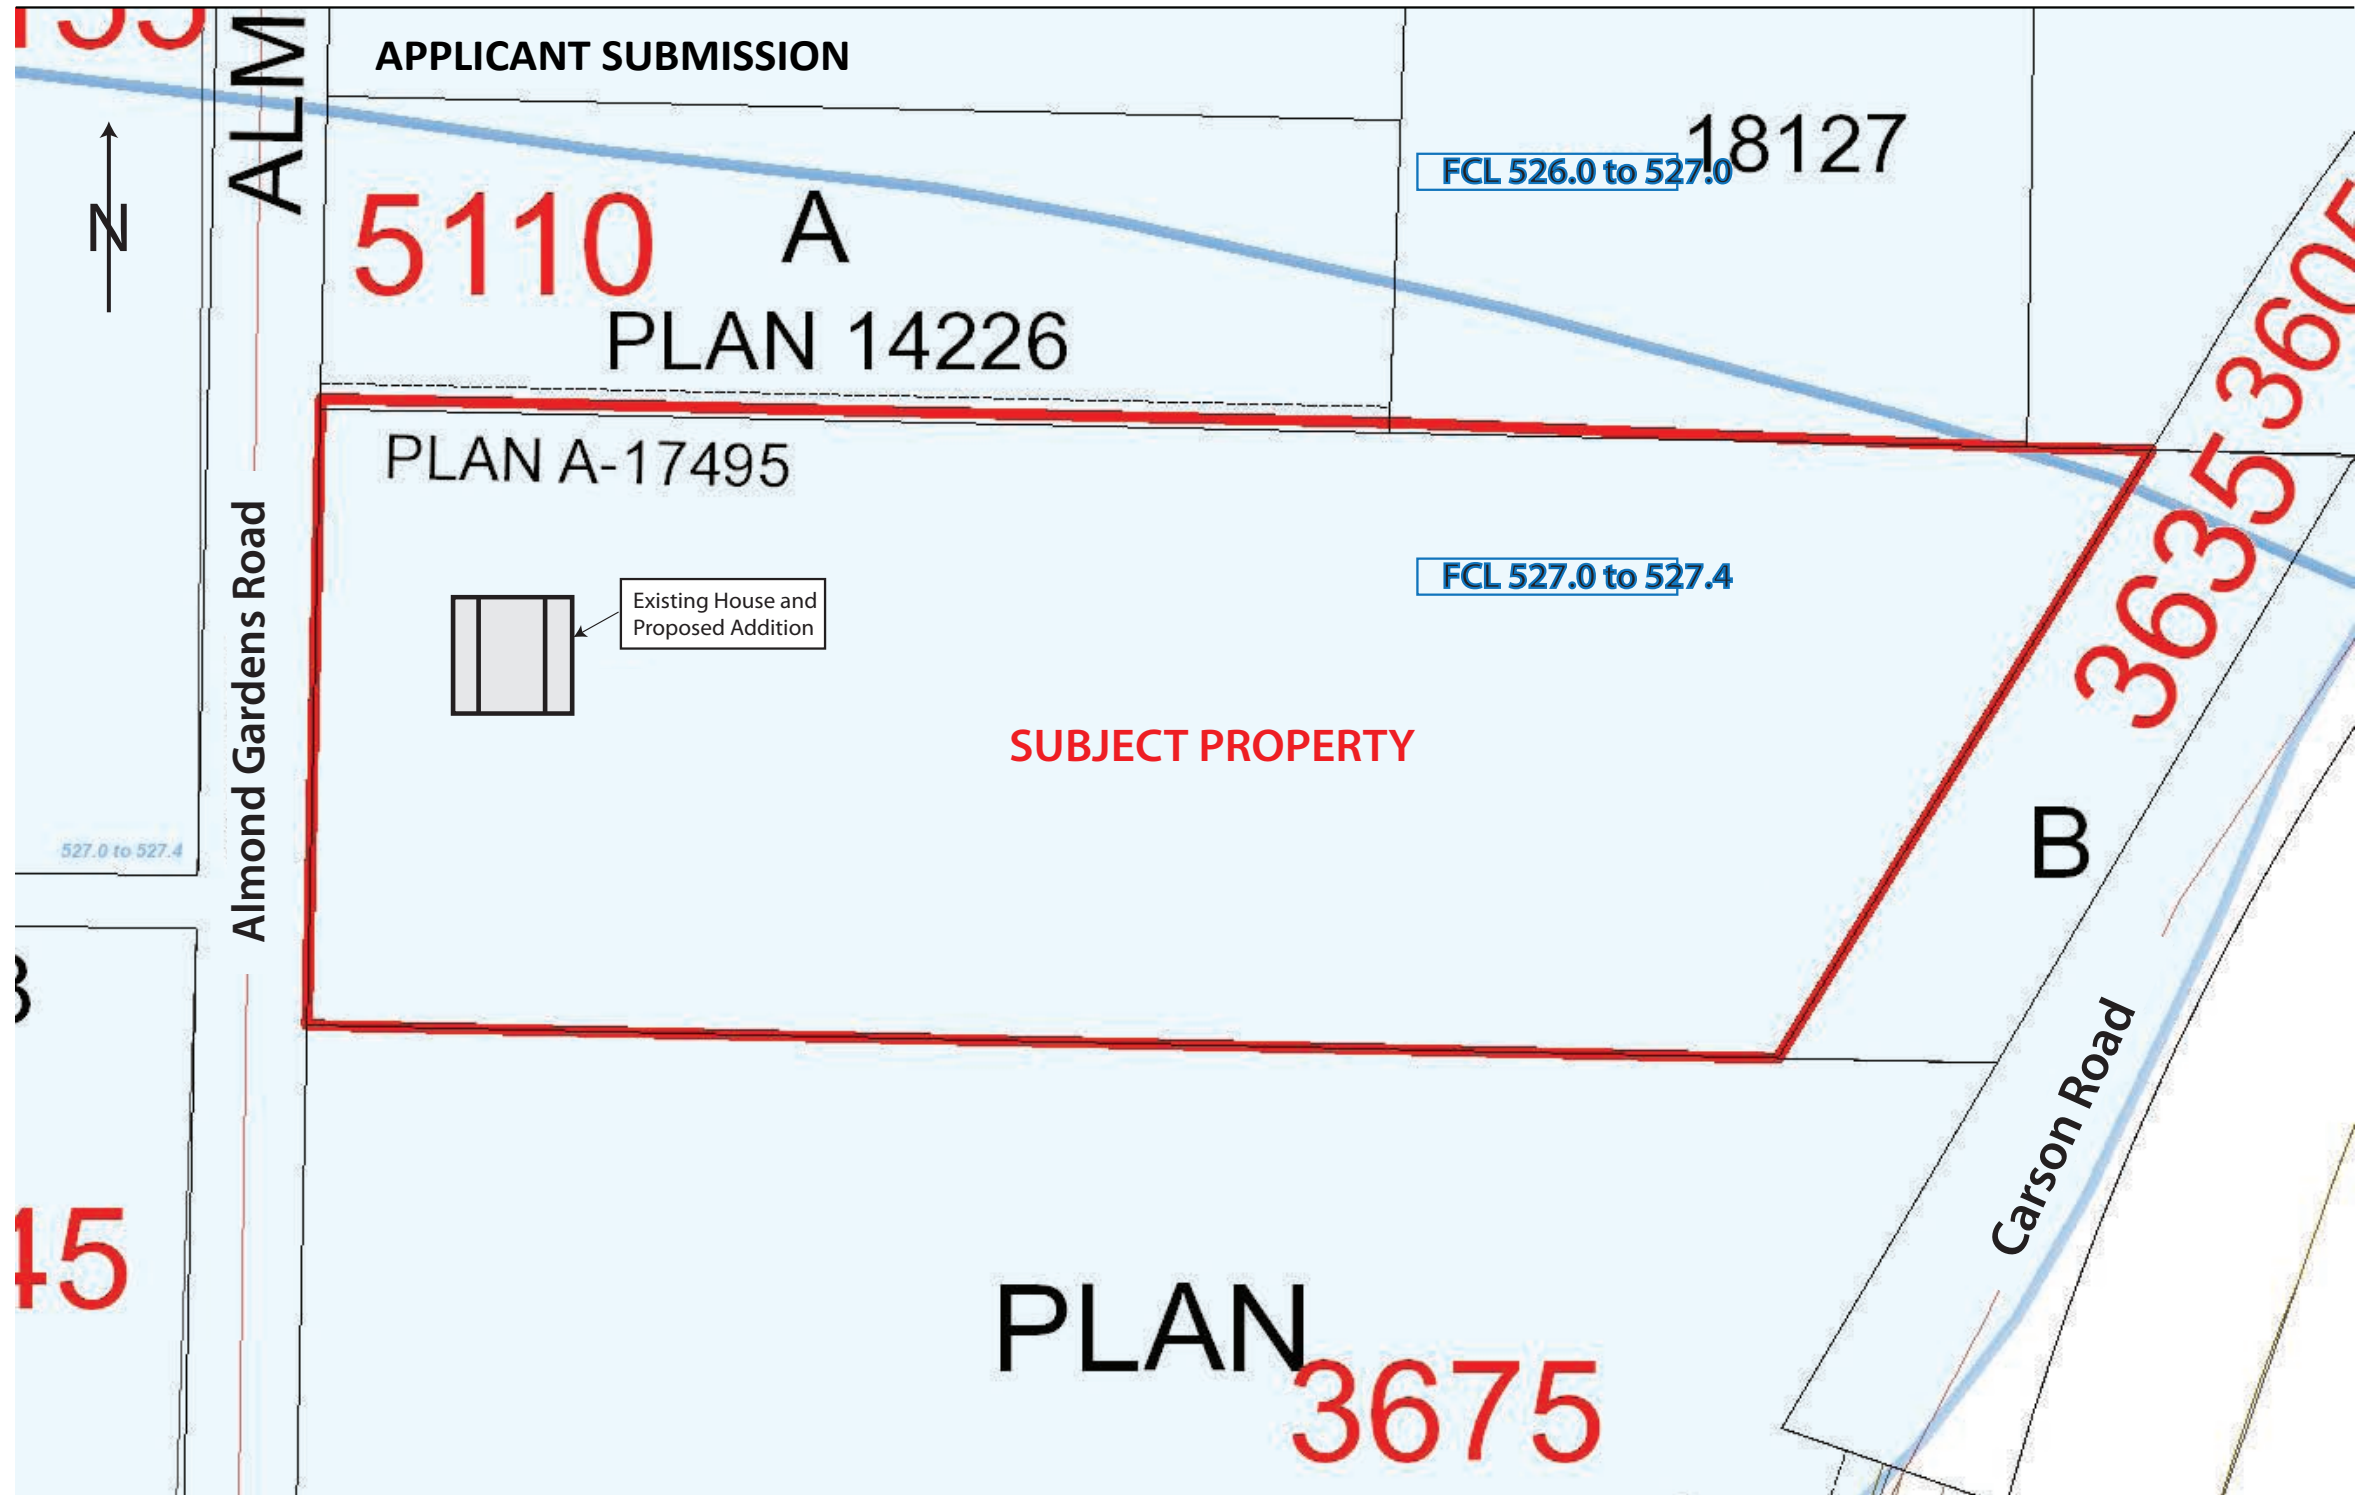 APPLICANT SUBMISSION
ALM
18127
FCL 526.0 to 527.0
N
5110
A
PLAN 14226
3605
PLAN A-17495
3635
FCL 527.0 to 527.4
Existing House and
Proposed Addition
Almond Gardens Road
SUBJECT PROPERTY
527.0 to 527.4
B
Carson Road
45
PLAN
3675